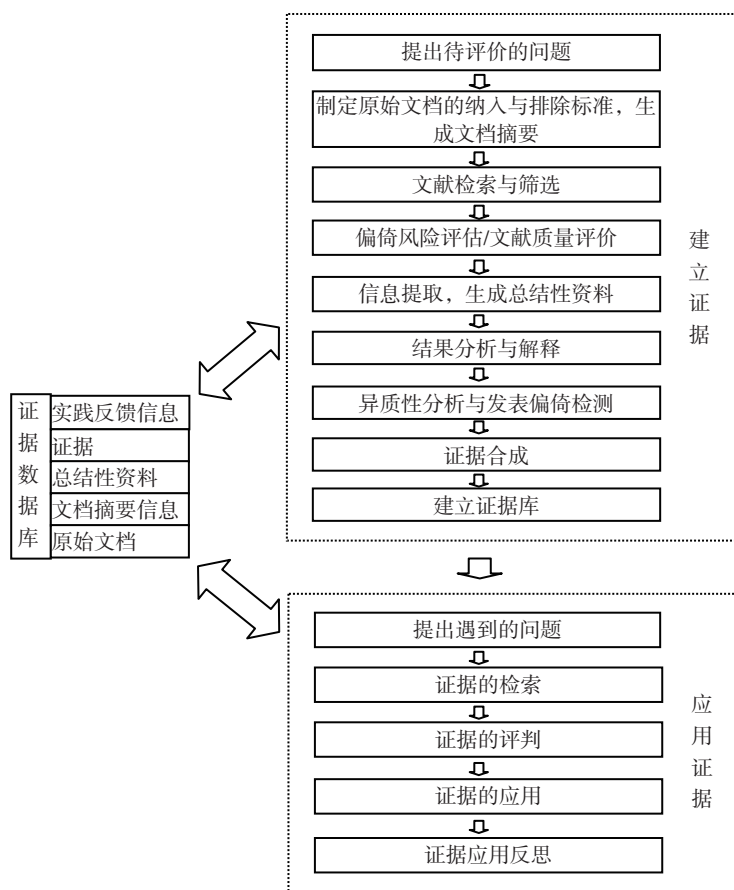 提出待评价的问题
制定原始文档的纳入与排除标准，生
成文档摘要
文献检索与筛选
偏倚风险评估/文献质量评价
信息提取，生成总结性资料
结果分析与解释
异质性分析与发表偏倚检测
证据合成
建立证据库
建
立
证
据
证
据
数
据
库
实践反馈信息
证据
总结性资料
文档摘要信息
原始文档
提出遇到的问题
证据的检索
证据的评判
证据的应用
证据应用反思
应
用
证
据